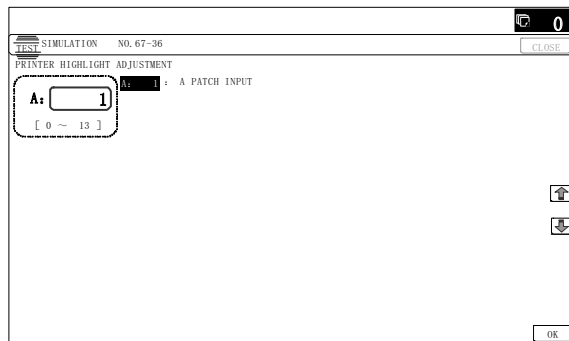 0
TEST SIMULATION NO. 67-36
CLOSE
PRINTER HIGHLIGHT ADJUSTMENT
A: 1
[ 0 ～ 13 ]
A: 1 : A PATCH INPUT
OK